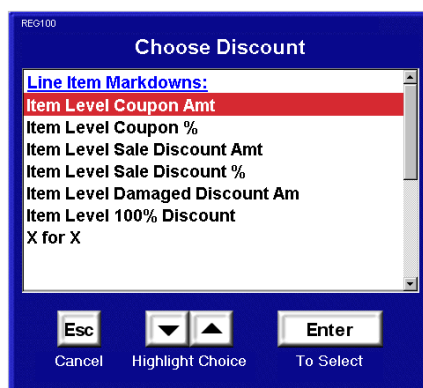 REG100
Choose Discount
Line Item Markdowns:
Item Level Coupon Amt
Item Level Coupon %
Item Level Sale Discount Amt
Item Level Sale Discount %
Item Level Damaged Discount Am
Item Level 100% Discount
X for X
Esc
Enter
Cancel
Highlight Choice
To Select